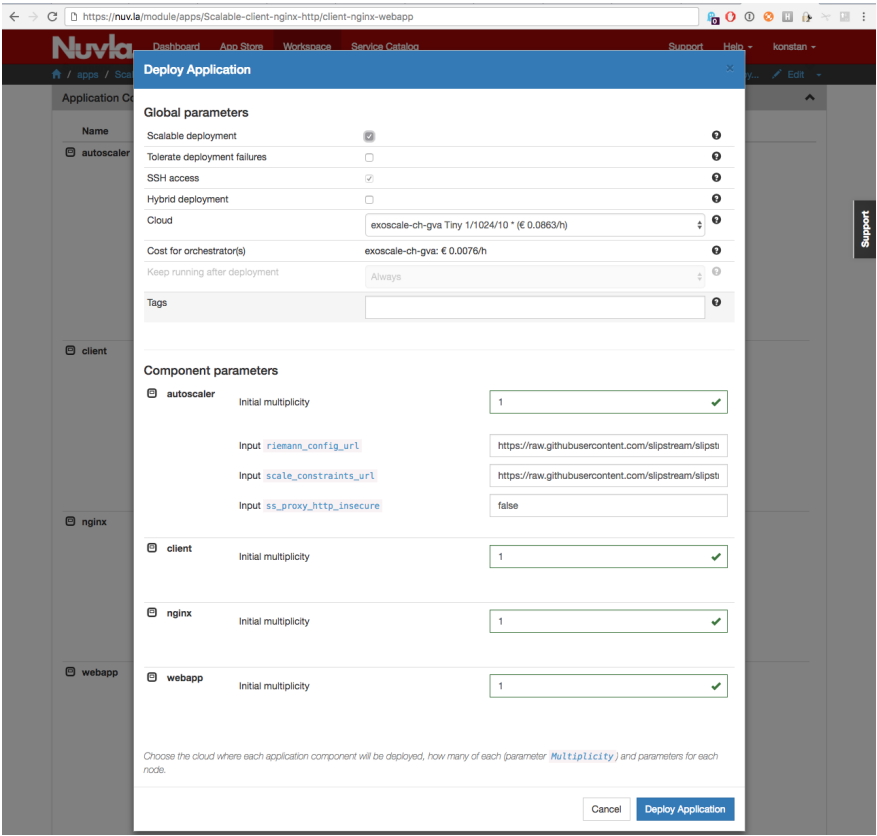 https://nuv.la/module/apps/Scalable-client-nginx-http/client-nginx-webapp
Nuvla Dashboard App Store Workspace Service Catalog Support Help konstan
/ apps / Edit
Deploy Application ×
Application
Global parameters
Name
Scalable deployment
autoscaler
Tolerate deployment failures
SSH access
Hybrid deployment
Cloud exoscale-ch-gva Tiny 1/1024/10 * (€ 0.0863/h)
Support
Cost for orchestrator(s) exoscale-ch-gva: € 0.0076/h
Keep running after deployment Always
Tags
client
Component parameters
autoscaler
Initial multiplicity 1
Input riemann_config_url https://raw.githubusercontent.com/slipstream/slipst
Input scale_constraints_url https://raw.githubusercontent.com/slipstream/slipst
Input ss_proxy_http_insecure false
nginx
client
Initial multiplicity 1
nginx
Initial multiplicity 1
webapp
webapp
Initial multiplicity 1
Choose the cloud where each application component will be deployed, how many of each (parameter Multiplicity ) and parameters for each
node.
Cancel Deploy Application